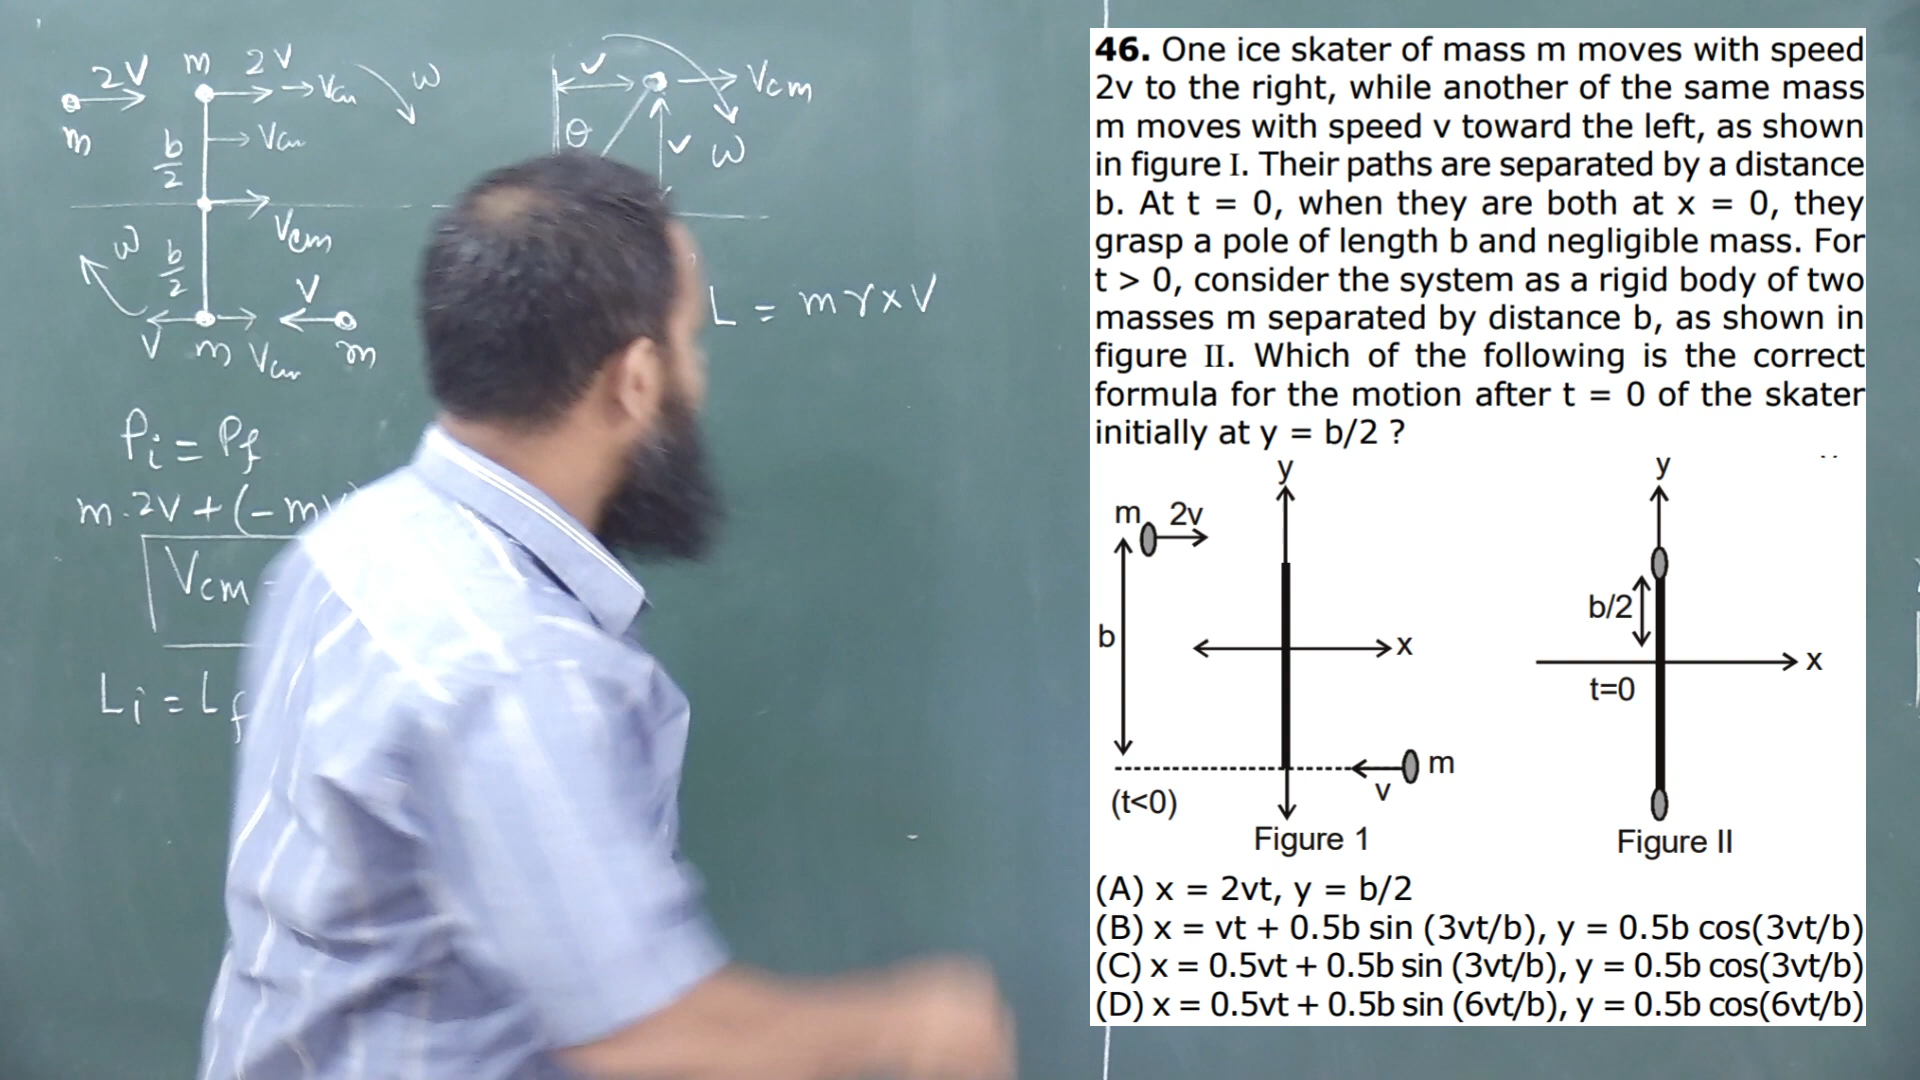 2V m 2V
→Vcm ω
m
b/2 → Vcm
Vcm
ω b/2
V
V m Vcm m
Pi = Pf
m.2V + (-mV
Vcm =
Li = Lf
V Vcm
θ V ω
L = m r x V
46. One ice skater of mass m moves with speed
2v to the right, while another of the same mass
m moves with speed v toward the left, as shown
in figure I. Their paths are separated by a distance
b. At t = 0, when they are both at x = 0, they
grasp a pole of length b and negligible mass. For
t > 0, consider the system as a rigid body of two
masses m separated by distance b, as shown in
figure II. Which of the following is the correct
formula for the motion after t = 0 of the skater
initially at y = b/2 ?
y
m 2v
b
x
m
v
(t<0)
Figure 1
y
b/2
x
t=0
Figure II
(A) x = 2vt, y = b/2
(B) x = vt + 0.5b sin (3vt/b), y = 0.5b cos(3vt/b)
(C) x = 0.5vt + 0.5b sin (3vt/b), y = 0.5b cos(3vt/b)
(D) x = 0.5vt + 0.5b sin (6vt/b), y = 0.5b cos(6vt/b)